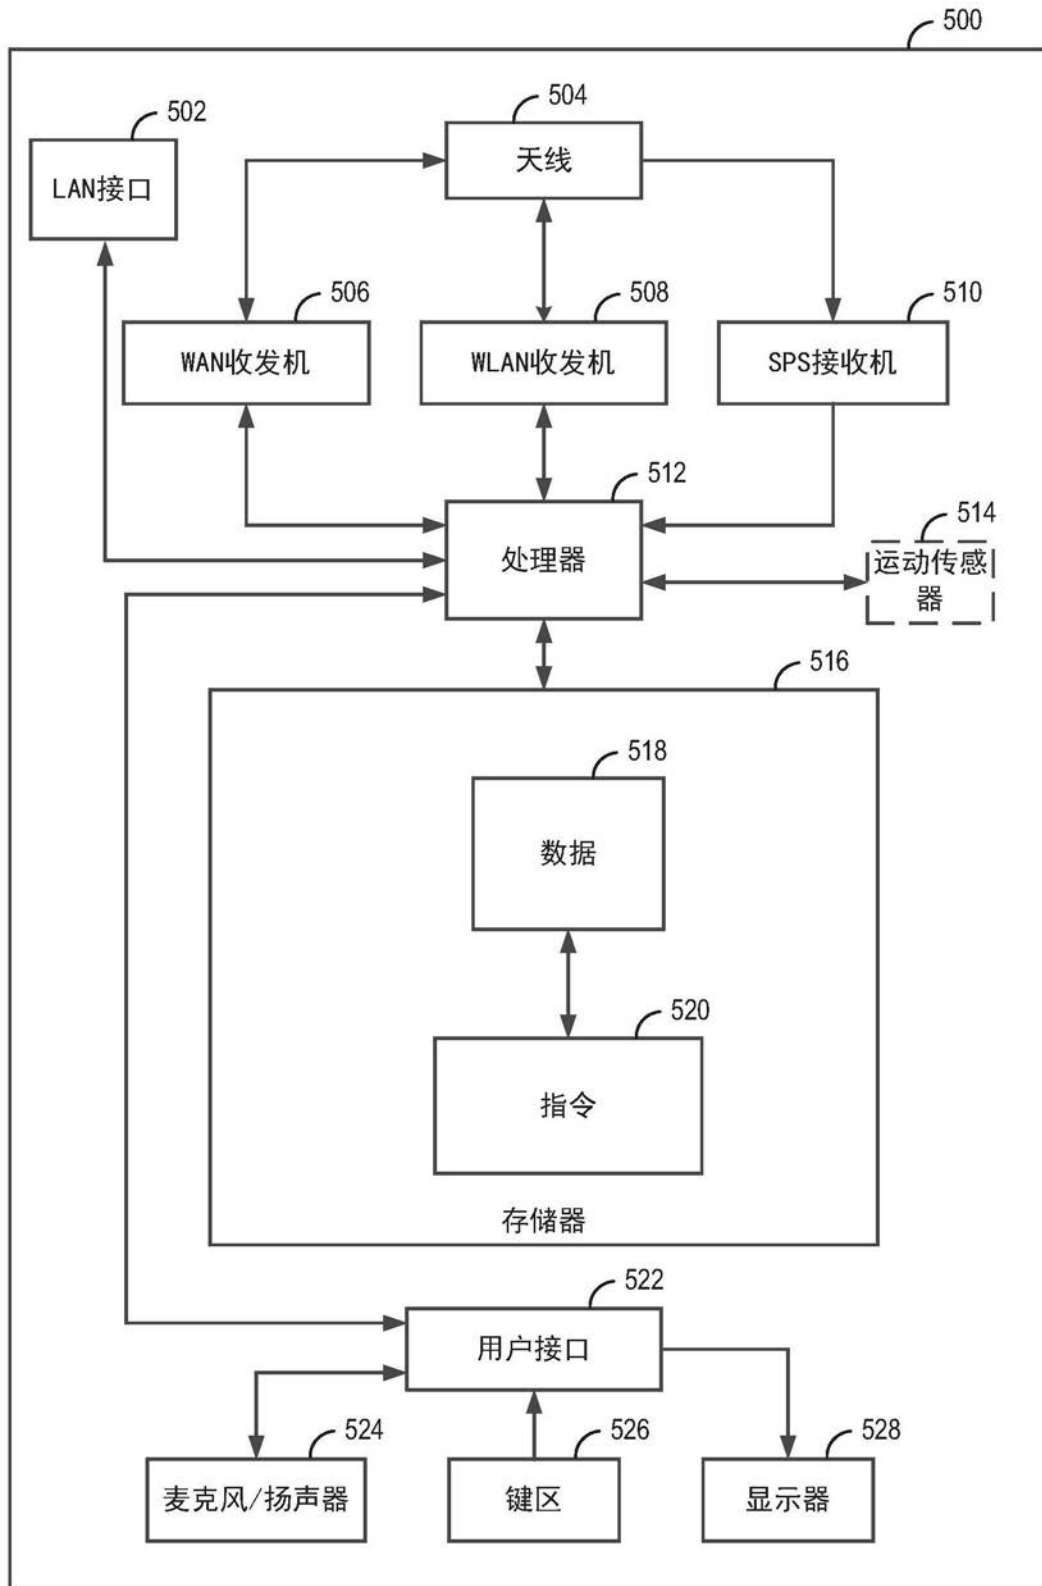 500
502
504
LAN接口
天线
506
508
510
WAN收发机
WLAN收发机
SPS接收机
512
514
处理器
运动传感
器
516
518
数据
520
指令
存储器
522
用户接口
524
526
528
麦克风/扬声器
键区
显示器